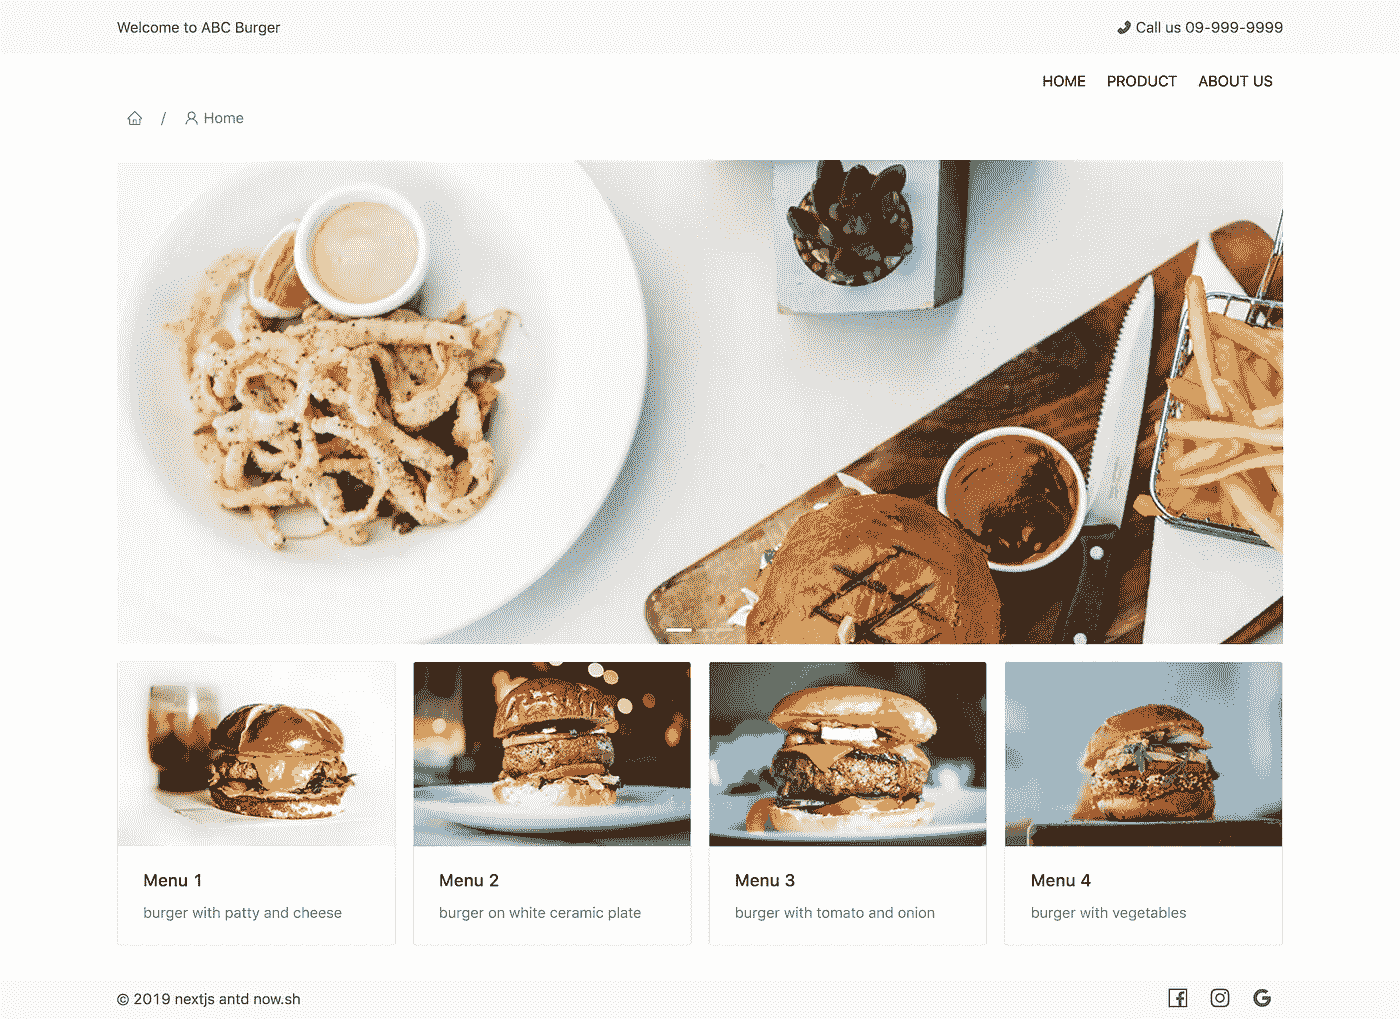 Welcome to ABC Burger
Call us 09-999-9999
HOME PRODUCT ABOUT US
/ Home
Menu 1
burger with patty and cheese
Menu 2
burger on white ceramic plate
Menu 3
burger with tomato and onion
Menu 4
burger with vegetables
© 2019 nextjs antd now.sh